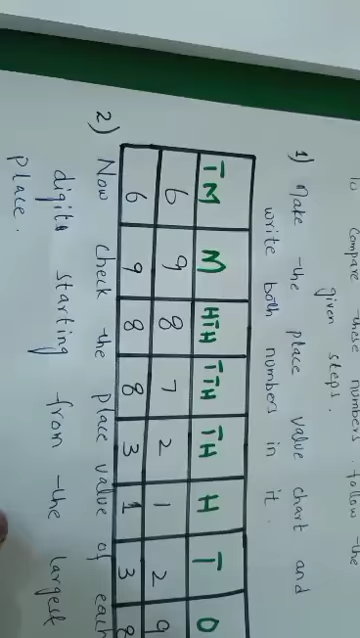 To compare these numbers follow the
given steps.
1) Make the place value chart and
write both numbers in it.
TM M HTH TTH TH H T O
6 9 8 7 2 1 2 9
6 9 8 8 3 1 3 8
2) Now check the place value of each
digits starting from the largest
place.